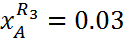 $x_A^{R_3} = 0.03$